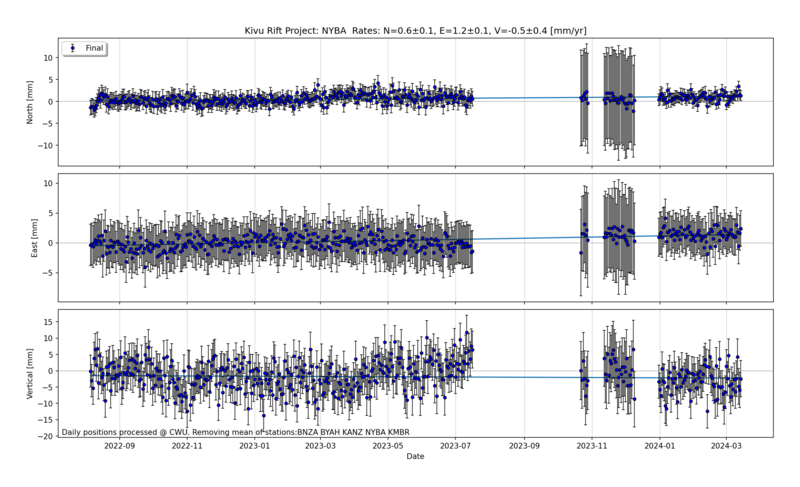 Kivu Rift Project: NYBA Rates: N=0.6±0.1, E=1.2±0.1, V=-0.5±0.4 [mm/yr]
Final
North [mm]
10
5
0
−5
−10
East [mm]
10
5
0
−5
Vertical [mm]
15
10
5
0
−5
−10
−15
−20
Daily positions processed @ CWU. Removing mean of stations:BNZA BYAH KANZ NYBA KMBR
2022-09 2022-11 2023-01 2023-03 2023-05 2023-07 2023-09 2023-11 2024-01 2024-03
Date